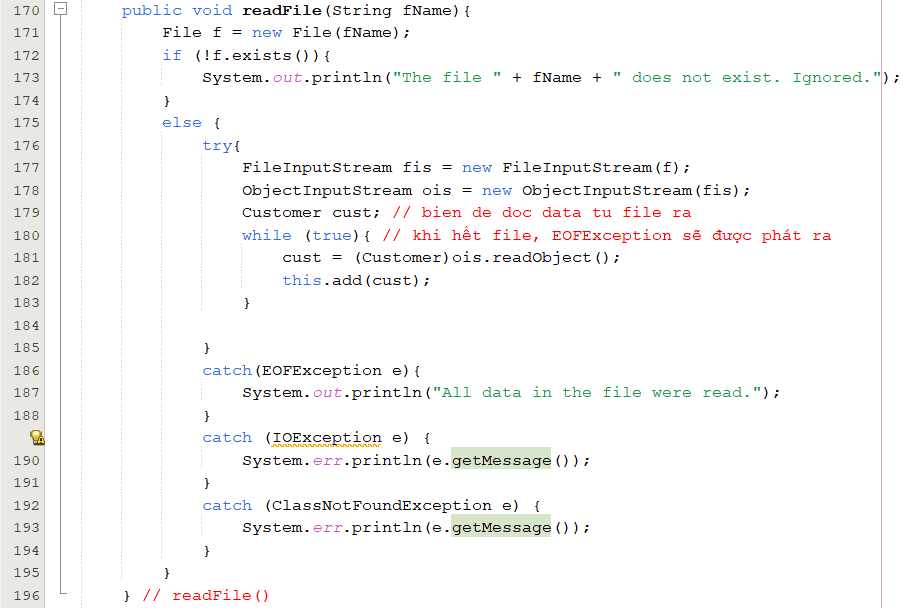 170 public void readFile(String fName){
171 File f = new File(fName);
172 if (!f.exists()){
173 System.out.println("The file " + fName + " does not exist. Ignored.");
174 }
175 else {
176 try{
177 FileInputStream fis = new FileInputStream(f);
178 ObjectInputStream ois = new ObjectInputStream(fis);
179 Customer cust; // bien de doc data tu file ra
180 while (true){ // khi hết file, EOFException sẽ được phát ra
181 cust = (Customer)ois.readObject();
182 this.add(cust);
183 }
184
185 }
186 catch(EOFException e){
187 System.out.println("All data in the file were read.");
188 }
catch (IOException e) {
190 System.err.println(e.getMessage());
191 }
192 catch (ClassNotFoundException e) {
193 System.err.println(e.getMessage());
194 }
195 }
196 } // readFile()